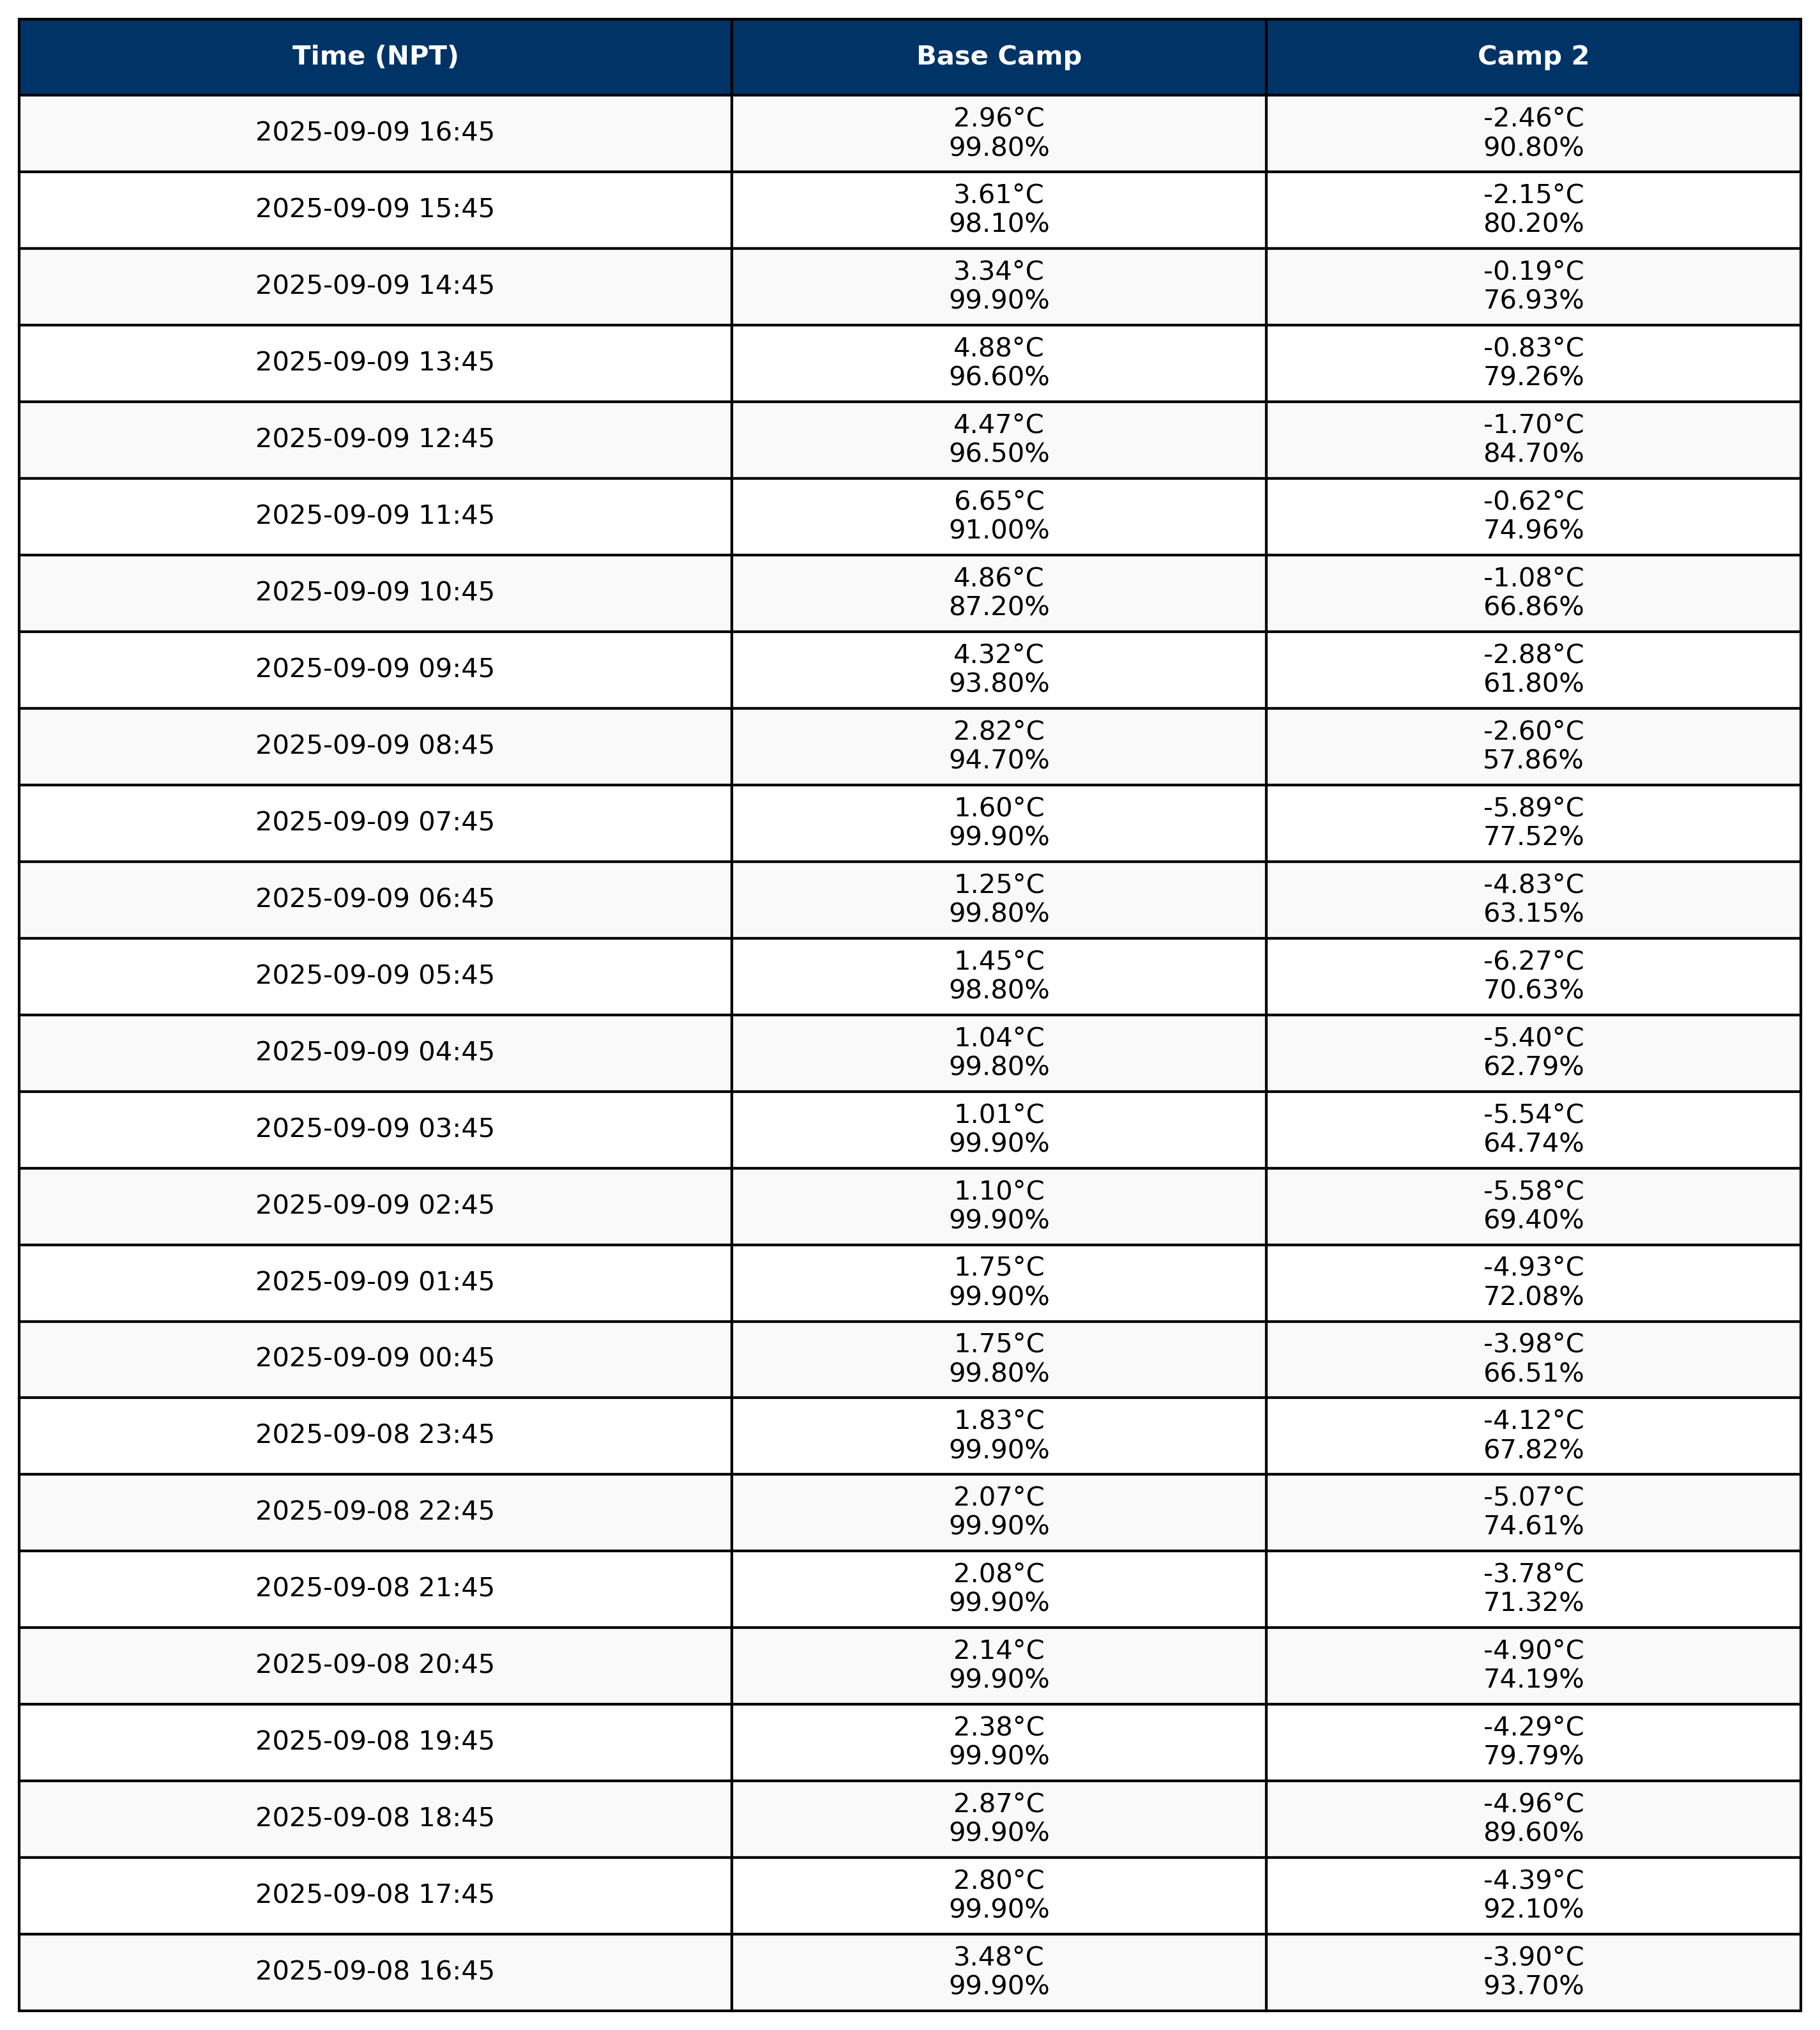 Time (NPT) Base Camp Camp 2
2025-09-09 16:45 2.96°C -2.46°C
99.80% 90.80%
2025-09-09 15:45 3.61°C -2.15°C
98.10% 80.20%
2025-09-09 14:45 3.34°C -0.19°C
99.90% 76.93%
2025-09-09 13:45 4.88°C -0.83°C
96.60% 79.26%
2025-09-09 12:45 4.47°C -1.70°C
96.50% 84.70%
2025-09-09 11:45 6.65°C -0.62°C
91.00% 74.96%
2025-09-09 10:45 4.86°C -1.08°C
87.20% 66.86%
2025-09-09 09:45 4.32°C -2.88°C
93.80% 61.80%
2025-09-09 08:45 2.82°C -2.60°C
94.70% 57.86%
2025-09-09 07:45 1.60°C -5.89°C
99.90% 77.52%
2025-09-09 06:45 1.25°C -4.83°C
99.80% 63.15%
2025-09-09 05:45 1.45°C -6.27°C
98.80% 70.63%
2025-09-09 04:45 1.04°C -5.40°C
99.80% 62.79%
2025-09-09 03:45 1.01°C -5.54°C
99.90% 64.74%
2025-09-09 02:45 1.10°C -5.58°C
99.90% 69.40%
2025-09-09 01:45 1.75°C -4.93°C
99.90% 72.08%
2025-09-09 00:45 1.75°C -3.98°C
99.80% 66.51%
2025-09-08 23:45 1.83°C -4.12°C
99.90% 67.82%
2025-09-08 22:45 2.07°C -5.07°C
99.90% 74.61%
2025-09-08 21:45 2.08°C -3.78°C
99.90% 71.32%
2025-09-08 20:45 2.14°C -4.90°C
99.90% 74.19%
2025-09-08 19:45 2.38°C -4.29°C
99.90% 79.79%
2025-09-08 18:45 2.87°C -4.96°C
99.90% 89.60%
2025-09-08 17:45 2.80°C -4.39°C
99.90% 92.10%
2025-09-08 16:45 3.48°C -3.90°C
99.90% 93.70%